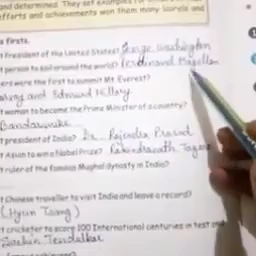 and determined. They set examples for
efforts and achievements won them many laurels and
s firsts.
t President of the United States? George Washington
t person to sail around the world? Ferdinand Magellan
ers were the first to summit Mt Everest?
and Edmund Hillary
t woman to become the Prime Minister of a country?
Bandaranaike
t president of India? Dr. Rajendra Prasad
t Asian to win a Nobel Prize? Rabindranath Tagore
t ruler of the famous Mughal dynasty in India?
t Chinese traveller to visit India and leave a record?
(Hyun Tsang)
t cricketer to score 100 International centuries in test and
Sachin Tendulkar